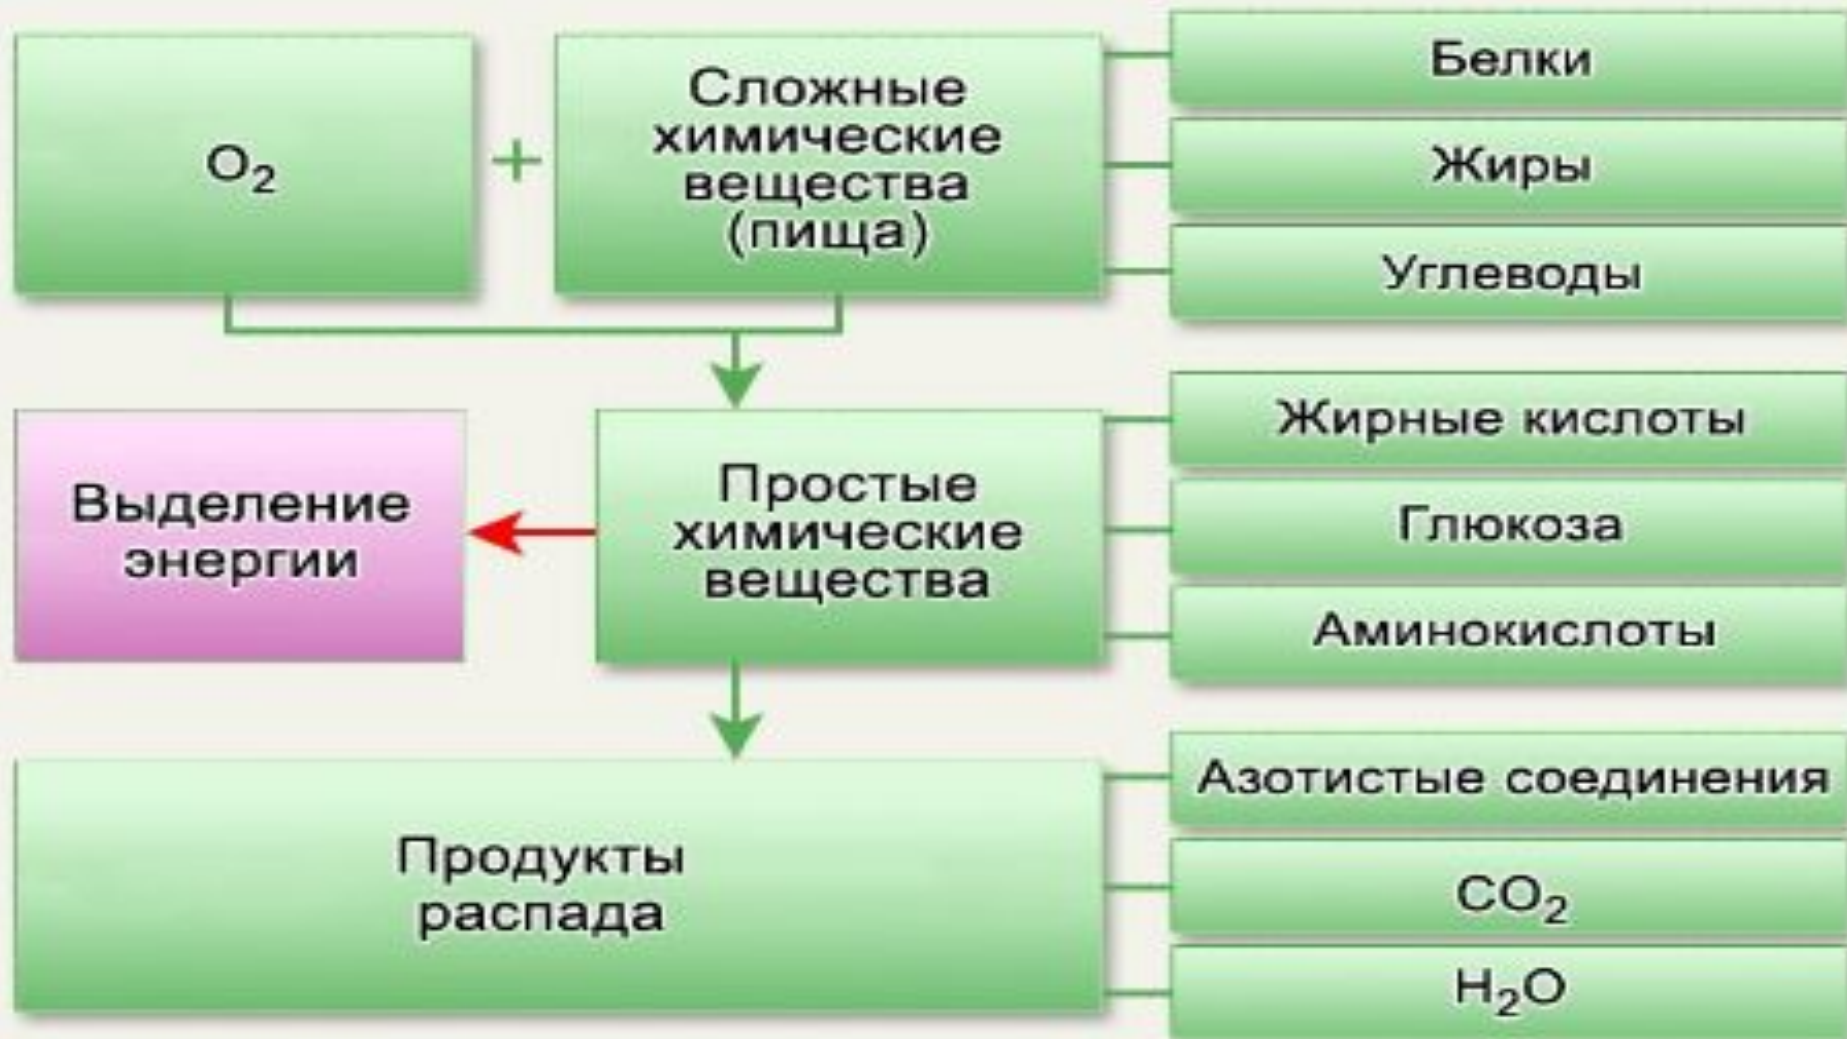 O₂
+
Сложные
химические
вещества
(пища)
Белки
Жиры
Углеводы
Выделение
энергии
Простые
химические
вещества
Жирные кислоты
Глюкоза
Аминокислоты
Продукты
распада
Азотистые соединения
CO₂
H₂O